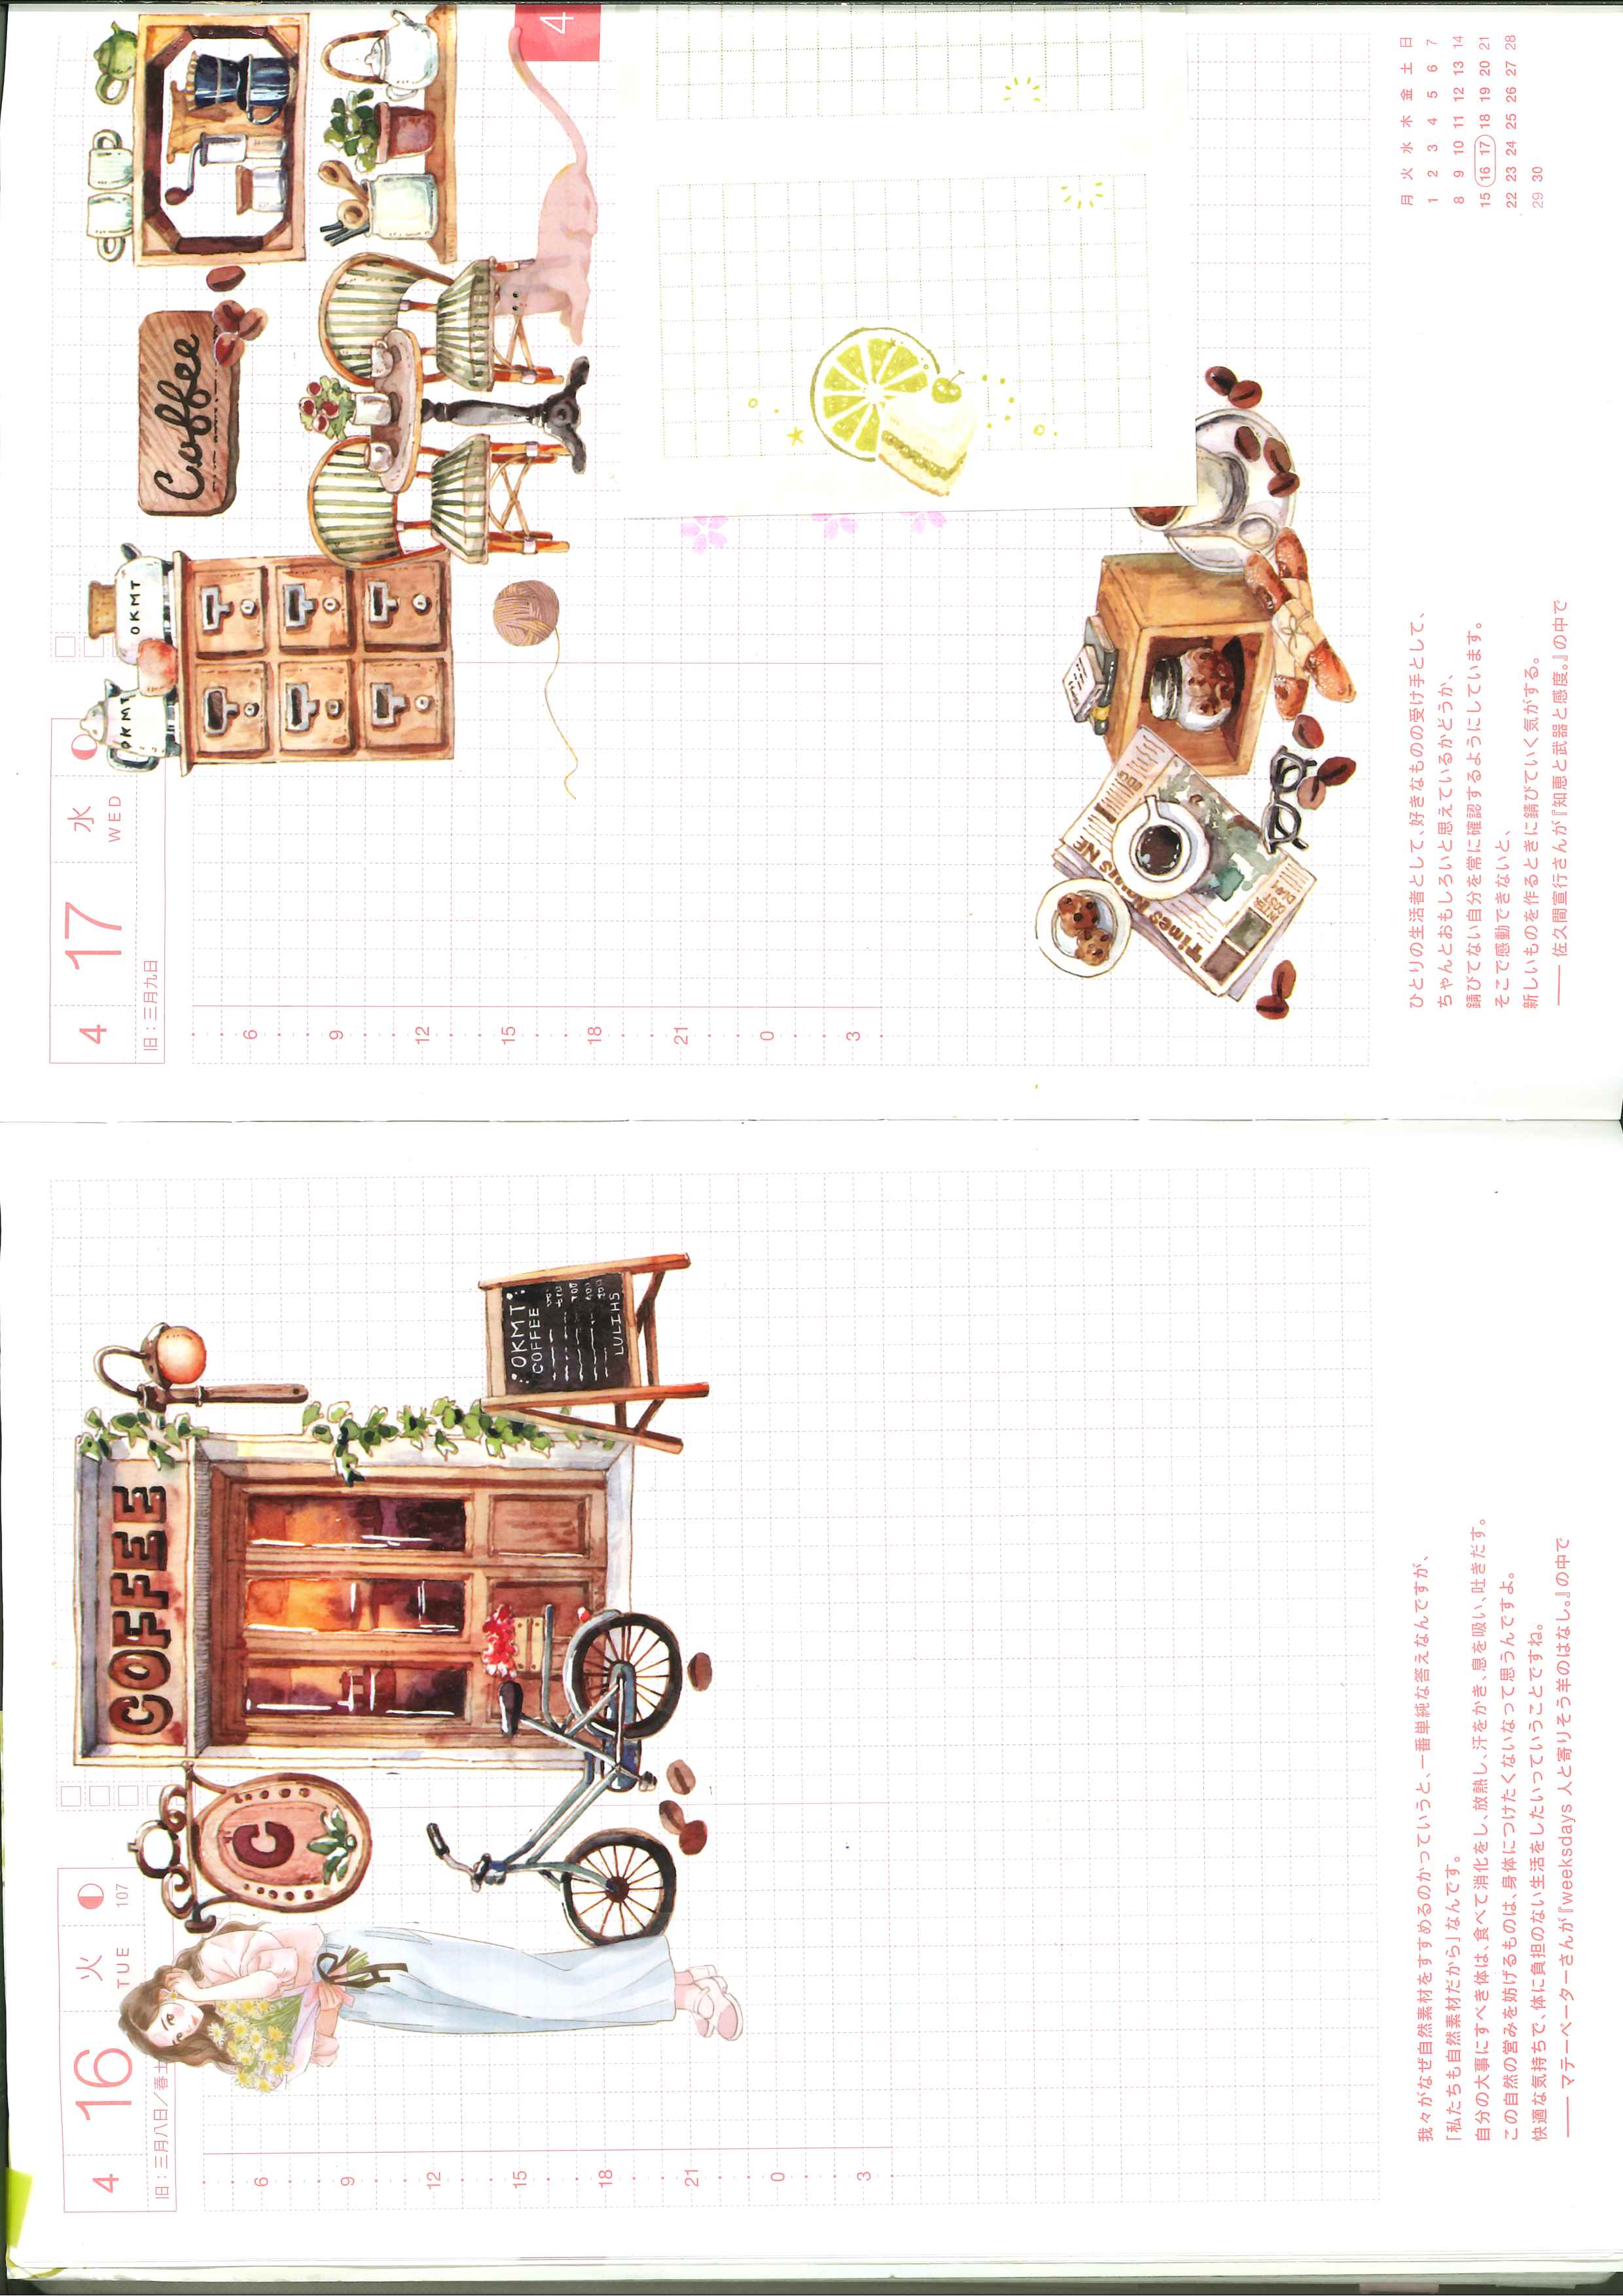 4 16 火 TUE 107
旧：三月八日／春土
6
9
12
15
18
21
0
3
COFFEE
C
OKMT
COFFEE
LULIHS
我々がなぜ自然素材をすすめるのかっていうと、一番単純な答えなんですが、
「私たちも自然素材だから」なんです。
自分の大事にすべき体は、食べて消化をし、放熱し、汗をかき、息を吸い、吐きだす。
この自然の営みを妨げるものは、身体につけたくないなって思うんですよ。
快適な気持ちで、体に負担のない生活をしたいっていうことですね。
—— マテー・ペーターさんが『weeksdays 人と寄りそう羊のはなし。』の中で
4 17 水 WED
旧：三月九日
6
9
12
15
18
21
0
3
OKMT
OKMT
Coffee
4
Times News NE
ひとりの生活者として、好きなものの受け手として、
ちゃんとおもしろいと思えているかどうか、
錆びてない自分を常に確認するようにしています。
そこで感動できないと、
新しいものを作るときに錆びていく気がする。
—— 佐久間宣行さんが『知恵と武器と感度。』の中で
月 火 水 木 金 土 日
1 2 3 4 5 6 7
8 9 10 11 12 13 14
15 16 17 18 19 20 21
22 23 24 25 26 27 28
29 30